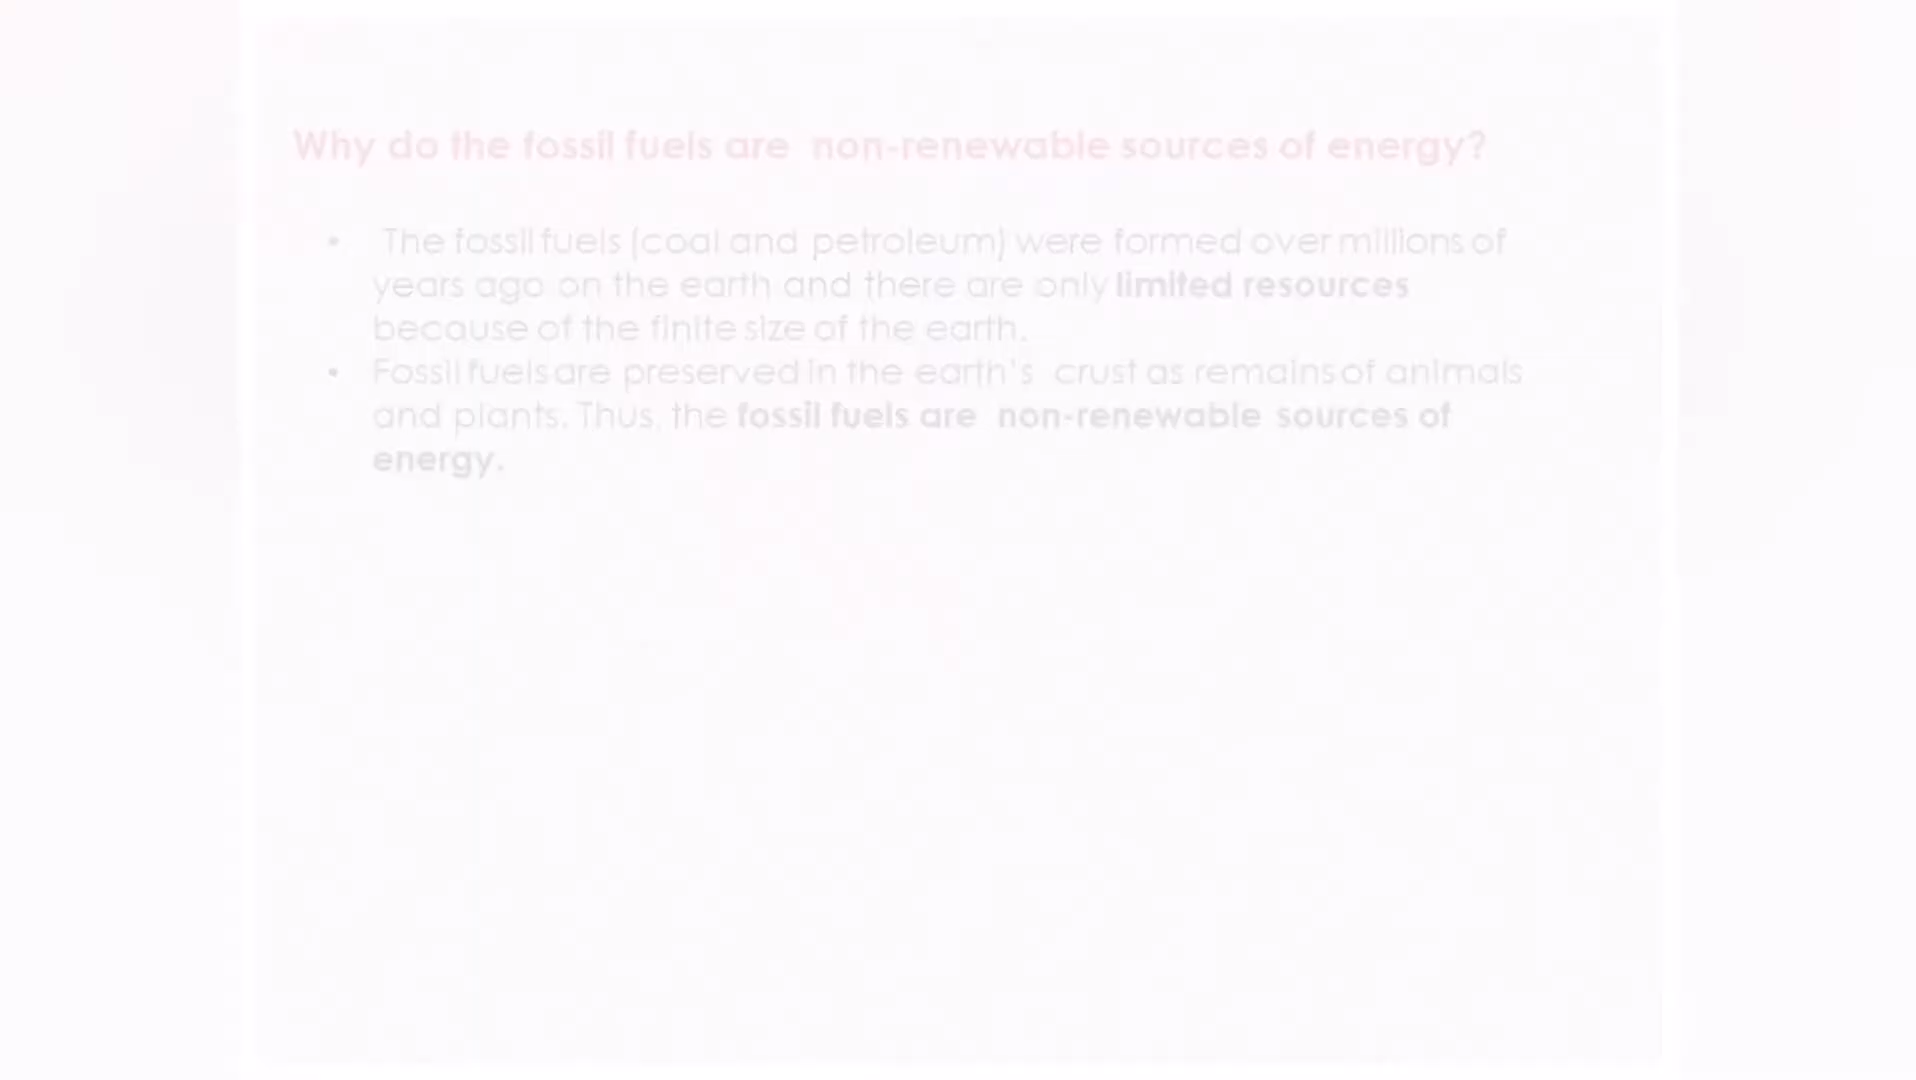 Why do the fossil fuels are non-renewable sources of energy?
• The fossil fuels (coal and petroleum) were formed over millions of
years ago on the earth and there are only limited resources
because of the finite size of the earth.
• Fossil fuels are preserved in the earth's crust as remains of animals
and plants. Thus, the fossil fuels are non-renewable sources of
energy.